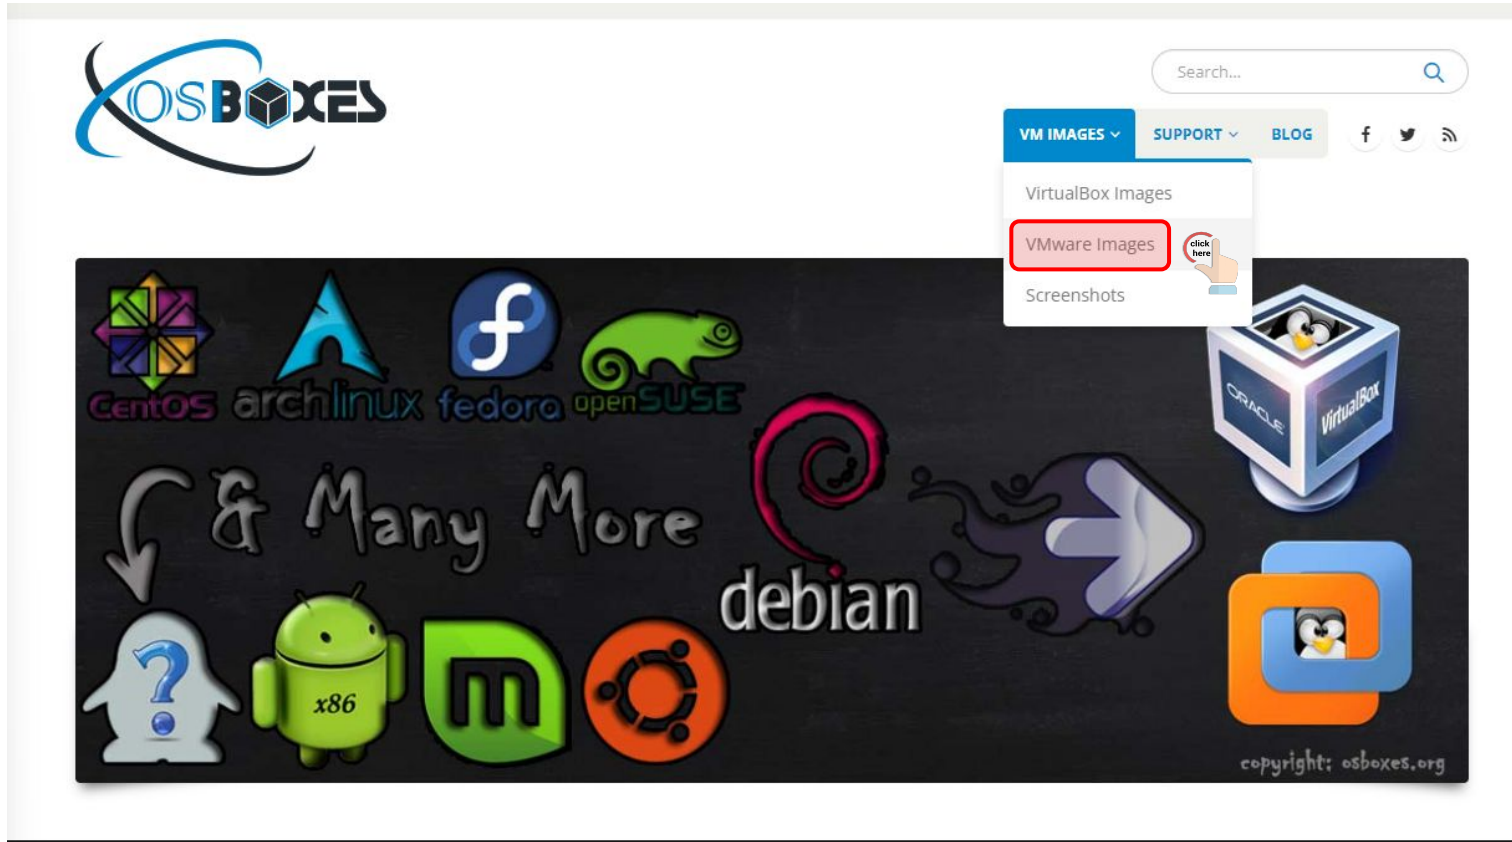 OSBOXES
Search...
VM IMAGES
SUPPORT
BLOG
VirtualBox Images
VMware Images
click
here
Screenshots
CentOS
archlinux
fedora
openSUSE
ORACLE
VirtualBox
& Many More
debian
x86
copyright: osboxes.org